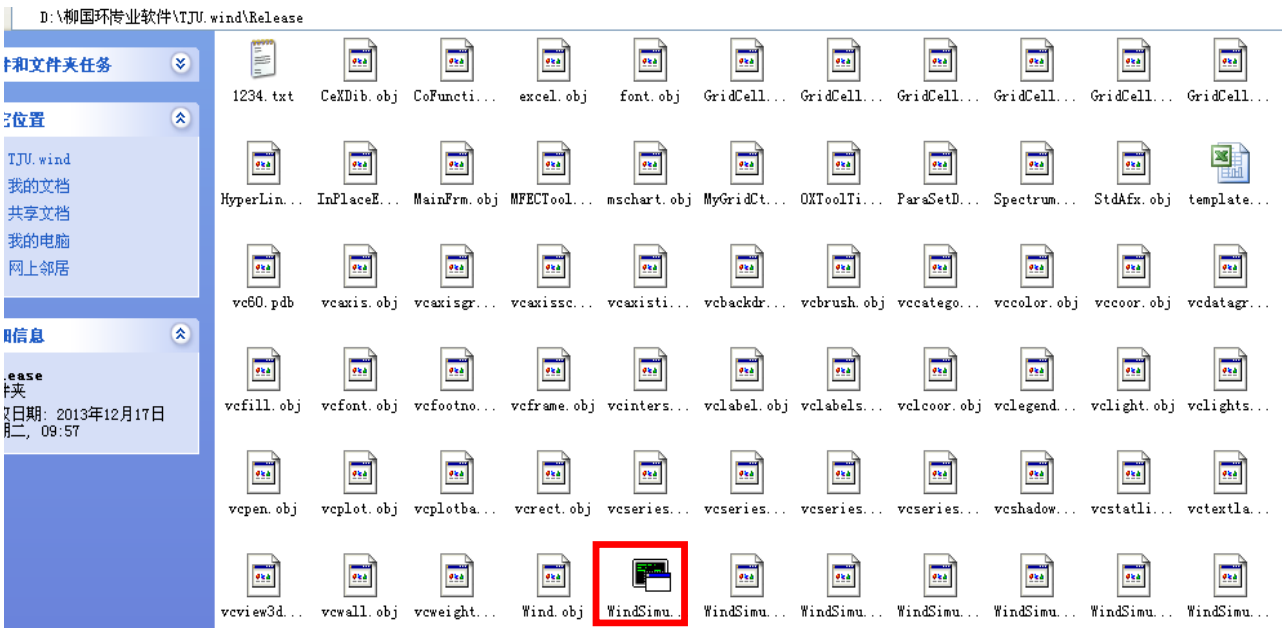 D:\柳国环专业软件\TJU.wind\Release
件和文件夹任务
1234.txt CeXDib.obj CoFuncti... excel.obj font.obj GridCell... GridCell... GridCell... GridCell... GridCell... GridCell...
它位置
TJU.wind
我的文档
共享文档
我的电脑
网上邻居
HyperLin... InPlaceE... MainFrm.obj MFECTool... mschart.obj MyGridCt... OXToolTi... ParaSetD... Spectrum... StdAfx.obj template...
vc60.pdb vcaxis.obj vcaxisgr... vcaxissc... vcaxisti... vcbackdr... vcbrush.obj vccatego... vccolor.obj vccoor.obj vcdatagr...
细信息
lease
件夹
改日期: 2013年12月17日
期二, 09:57
vcfill.obj vcfont.obj vcfootno... vcframe.obj vcinters... vclabel.obj vclabels... vclcoor.obj vclegend... vclight.obj vclights...
vcpen.obj vcplot.obj vcplotba... vcrect.obj vcseries... vcseries... vcseries... vcseries... vcshadow... vcstatli... vctextla...
vcview3d... vcwall.obj vcweight... Wind.obj WindSimu... WindSimu... WindSimu... WindSimu... WindSimu... WindSimu... WindSimu...